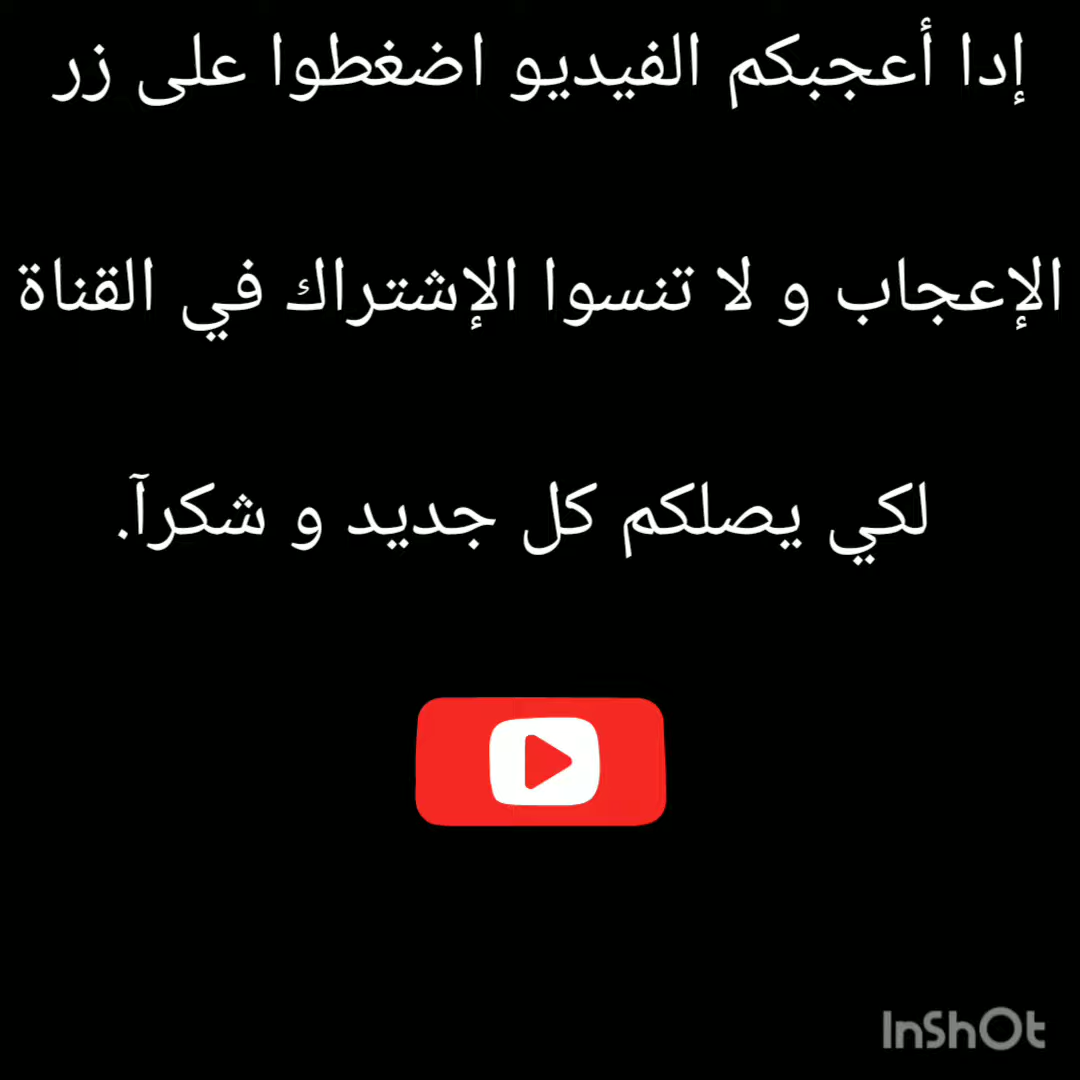 إدا أعجبكم الفيديو اضغطوا على زر
الإعجاب و لا تنسوا الإشتراك في القناة
لكي يصلكم كل جديد و شكرآ.
InShOt